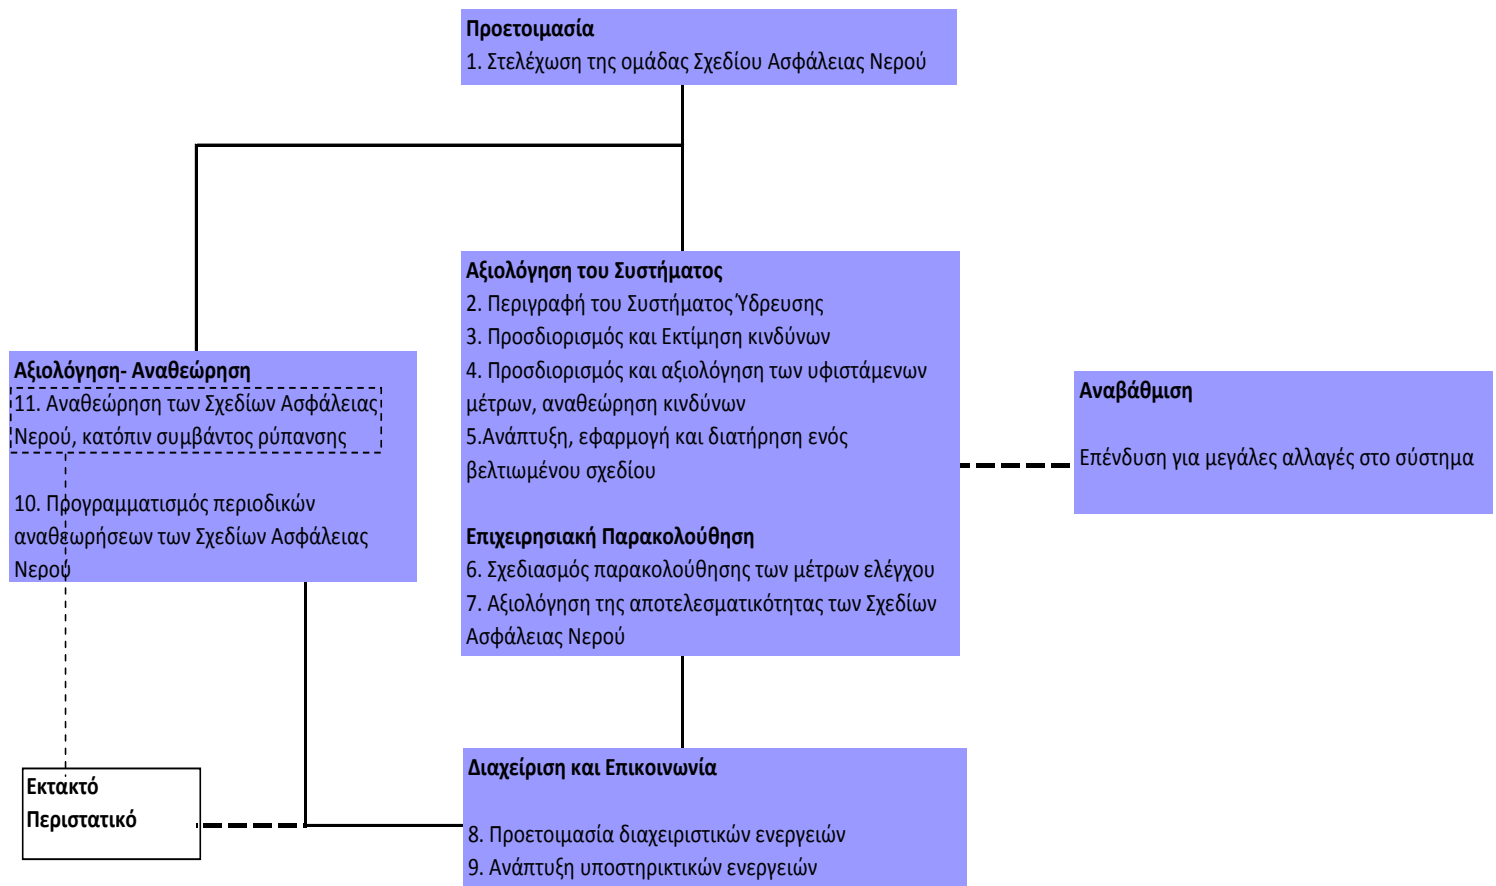 Προετοιμασία
1. Στελέχωση της ομάδας Σχεδίου Ασφάλειας Νερού
Αξιολόγηση του Συστήματος
2. Περιγραφή του Συστήματος Ύδρευσης
3. Προσδιορισμός και Εκτίμηση κινδύνων
4. Προσδιορισμός και αξιολόγηση των υφιστάμενων
μέτρων, αναθεώρηση κινδύνων
5.Ανάπτυξη, εφαρμογή και διατήρηση ενός
βελτιωμένου σχεδίου
Επιχειρησιακή Παρακολούθηση
6. Σχεδιασμός παρακολούθησης των μέτρων ελέγχου
7. Αξιολόγηση της αποτελεσματικότητας των Σχεδίων
Ασφάλειας Νερού
Αξιολόγηση- Αναθεώρηση
11. Αναθεώρηση των Σχεδίων Ασφάλειας
Νερού, κατόπιν συμβάντος ρύπανσης
10. Προγραμματισμός περιοδικών
αναθεωρήσεων των Σχεδίων Ασφάλειας
Νερού
Αναβάθμιση
Επένδυση για μεγάλες αλλαγές στο σύστημα
Εκτακτό
Περιστατικό
Διαχείριση και Επικοινωνία
8. Προετοιμασία διαχειριστικών ενεργειών
9. Ανάπτυξη υποστηρικτικών ενεργειών